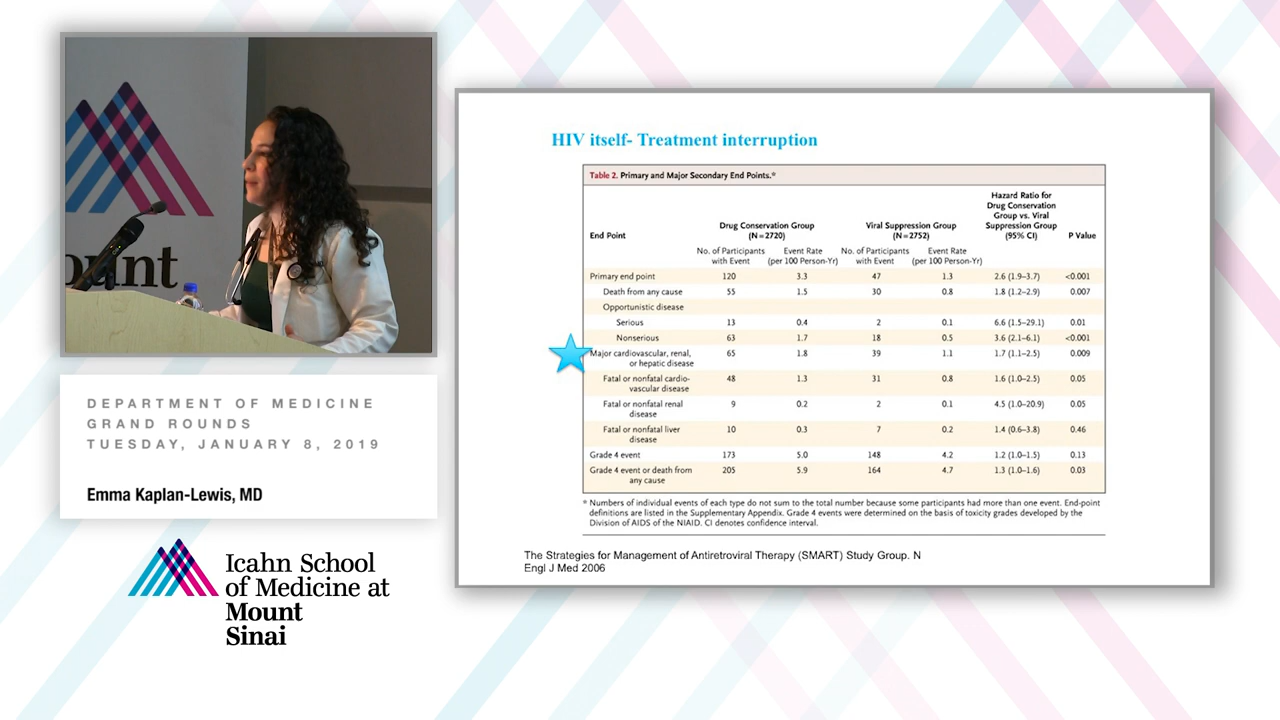 ount
DEPARTMENT OF MEDICINE
GRAND ROUNDS
TUESDAY, JANUARY 8, 2019
Emma Kaplan-Lewis, MD
Icahn School
of Medicine at
Mount
Sinai
HIV itself- Treatment interruption
Table 2. Primary and Major Secondary End Points.*
End Point
Drug Conservation Group
(N=2720)
Viral Suppression Group
(N=2752)
Hazard Ratio for
Drug Conservation
Group vs. Viral
Suppression Group
(95% CI)
P Value
No. of Participants
with Event
Event Rate
(per 100 Person-Yr)
No. of Participants
with Event
Event Rate
(per 100 Person-Yr)
Primary end point 120 3.3 47 1.3 2.6 (1.9–3.7) <0.001
Death from any cause 55 1.5 30 0.8 1.8 (1.2–2.9) 0.007
Opportunistic disease
Serious 13 0.4 2 0.1 6.6 (1.5–29.1) 0.01
Nonserious 63 1.7 18 0.5 3.6 (2.1–6.1) <0.001
Major cardiovascular, renal, 65 1.8 39 1.1 1.7 (1.1–2.5) 0.009
or hepatic disease
Fatal or nonfatal cardio- 48 1.3 31 0.8 1.6 (1.0–2.5) 0.05
vascular disease
Fatal or nonfatal renal 9 0.2 2 0.1 4.5 (1.0–20.9) 0.05
disease
Fatal or nonfatal liver 10 0.3 7 0.2 1.4 (0.6–3.8) 0.46
disease
Grade 4 event 173 5.0 148 4.2 1.2 (1.0–1.5) 0.13
Grade 4 event or death from 205 5.9 164 4.7 1.3 (1.0–1.6) 0.03
any cause
* Numbers of individual events of each type do not sum to the total number because some participants had more than one event. End-point
definitions are listed in the Supplementary Appendix. Grade 4 events were determined on the basis of toxicity grades developed by the
Division of AIDS of the NIAID. CI denotes confidence interval.
The Strategies for Management of Antiretroviral Therapy (SMART) Study Group. N
Engl J Med 2006